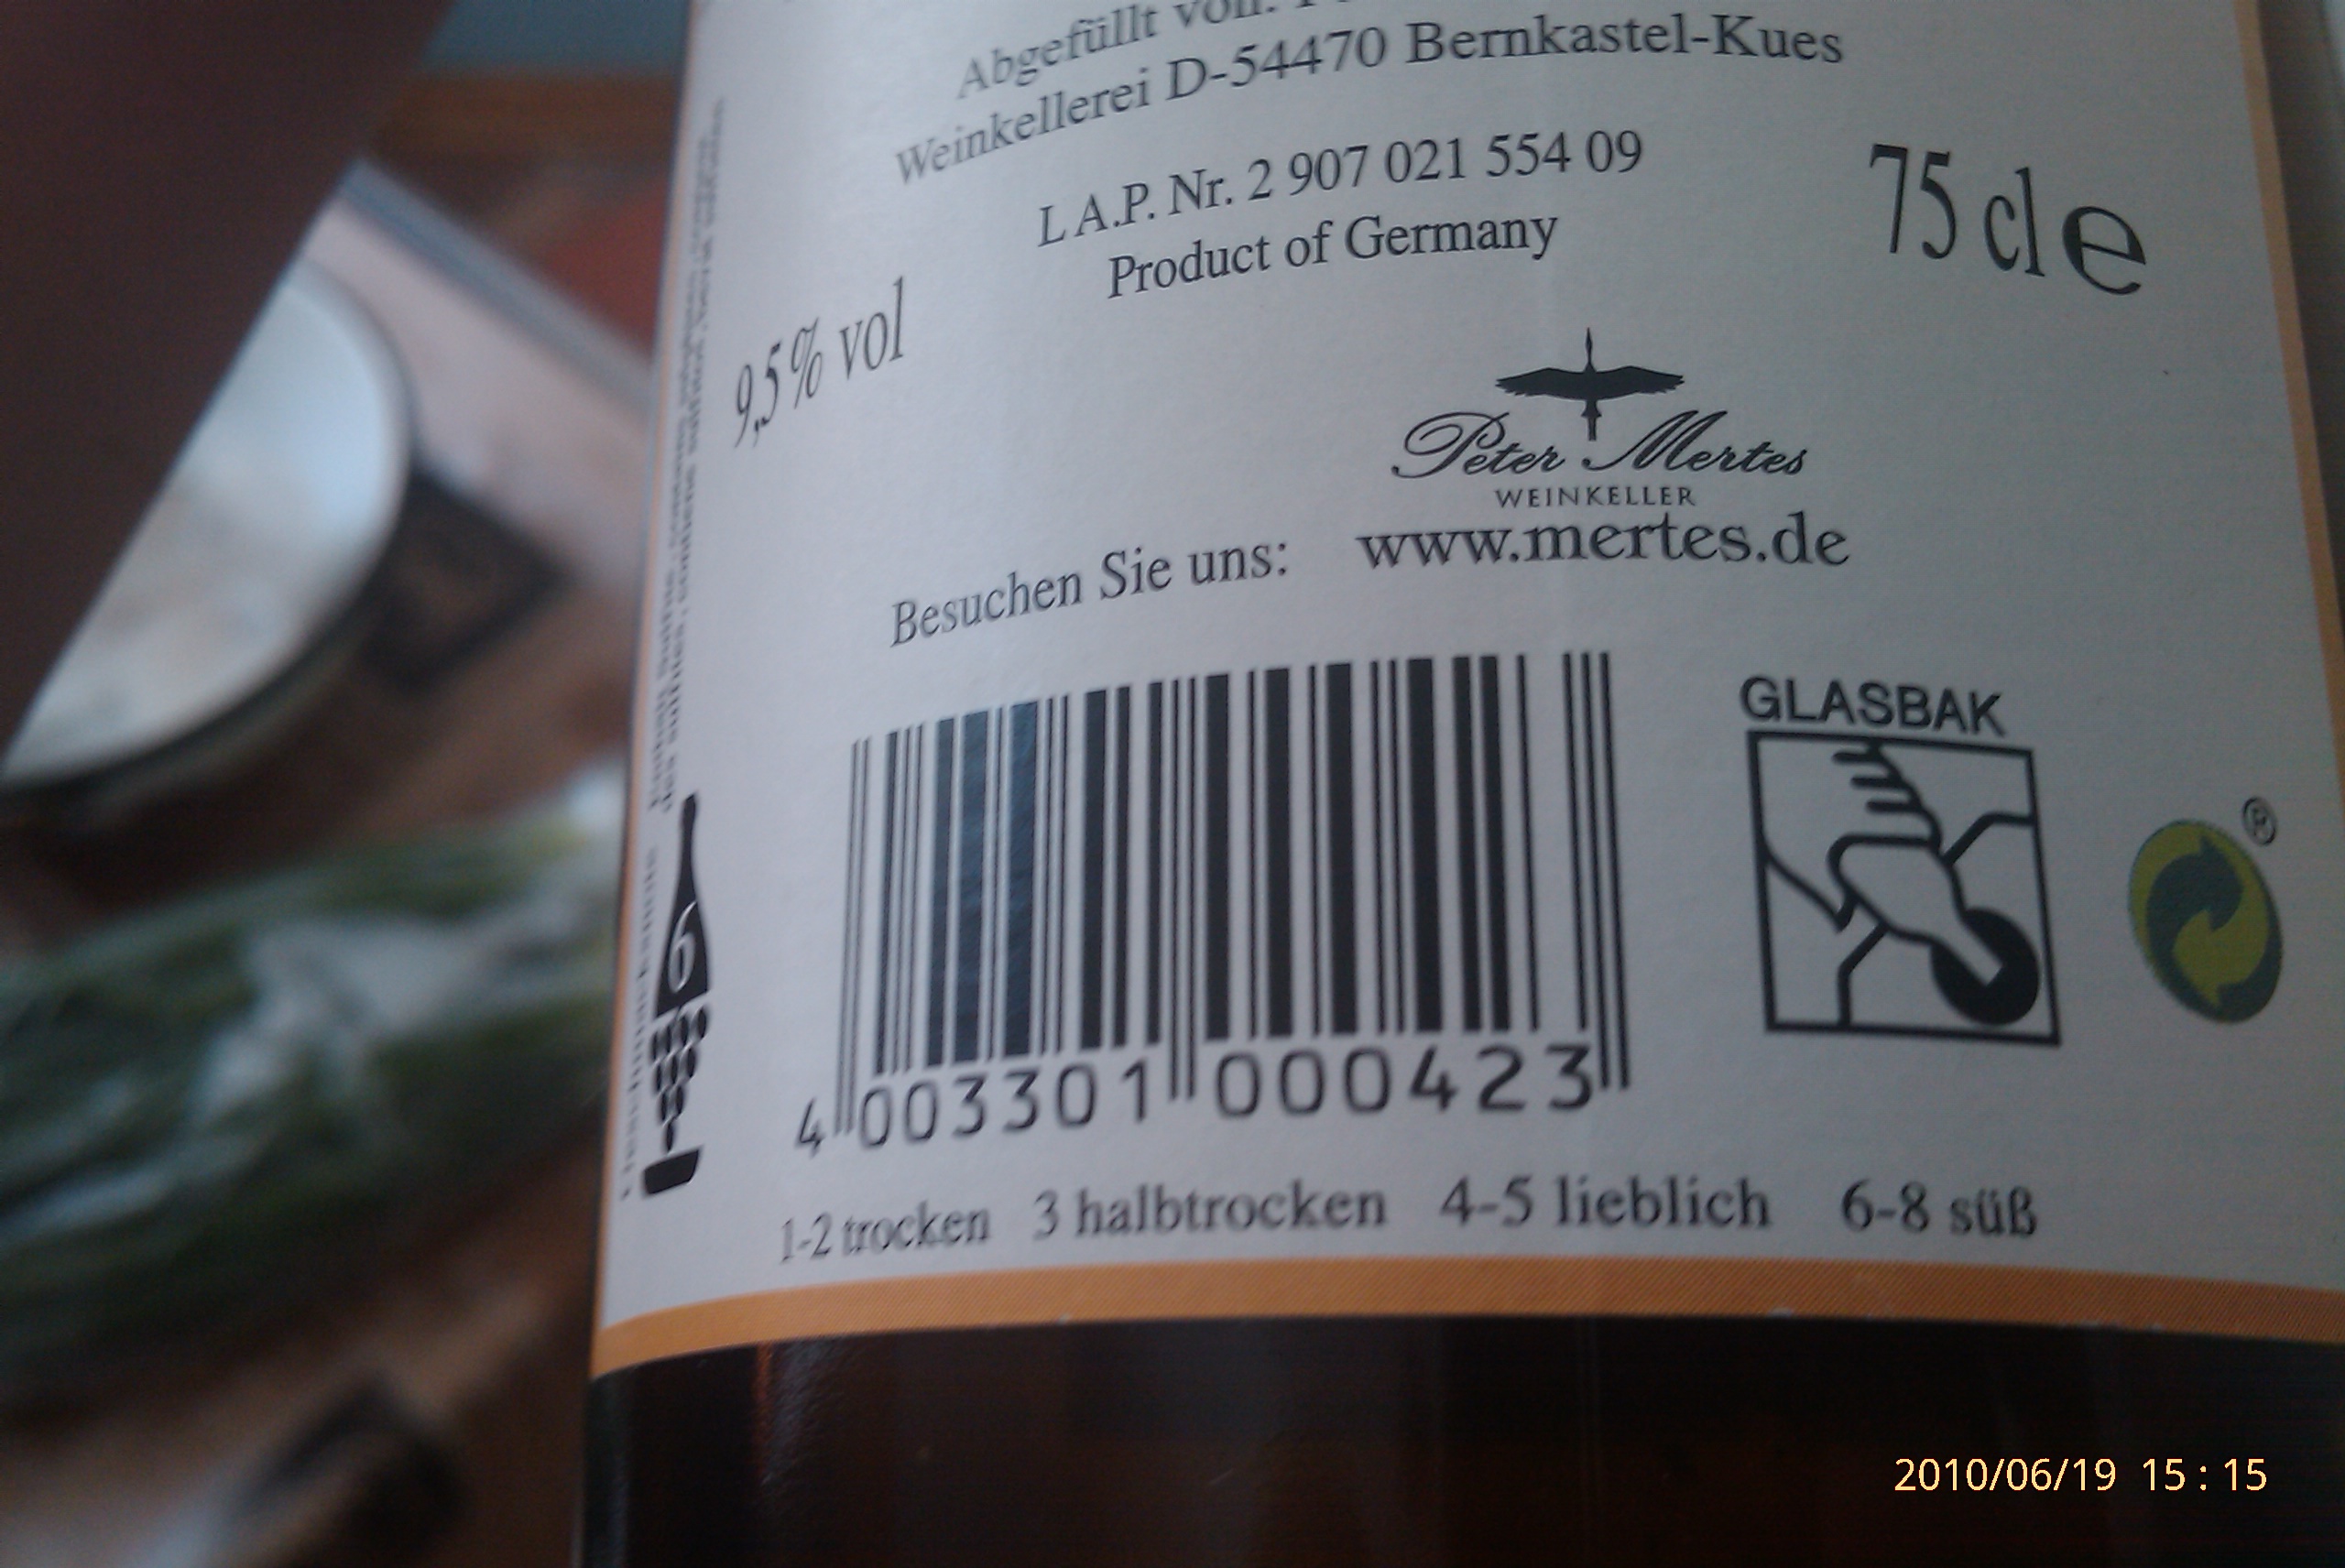 Abgefüllt von:
Weinkellerei D-54470 Bernkastel-Kues
L A.P. Nr. 2 907 021 554 09
Product of Germany
75 cl e
9,5% vol
Peter Mertes
WEINKELLER
Besuchen Sie uns: www.mertes.de
GLASBAK
®
6
4 003301 000423
1-2 trocken 3 halbtrocken 4-5 lieblich 6-8 süß
2010/06/19 15:15